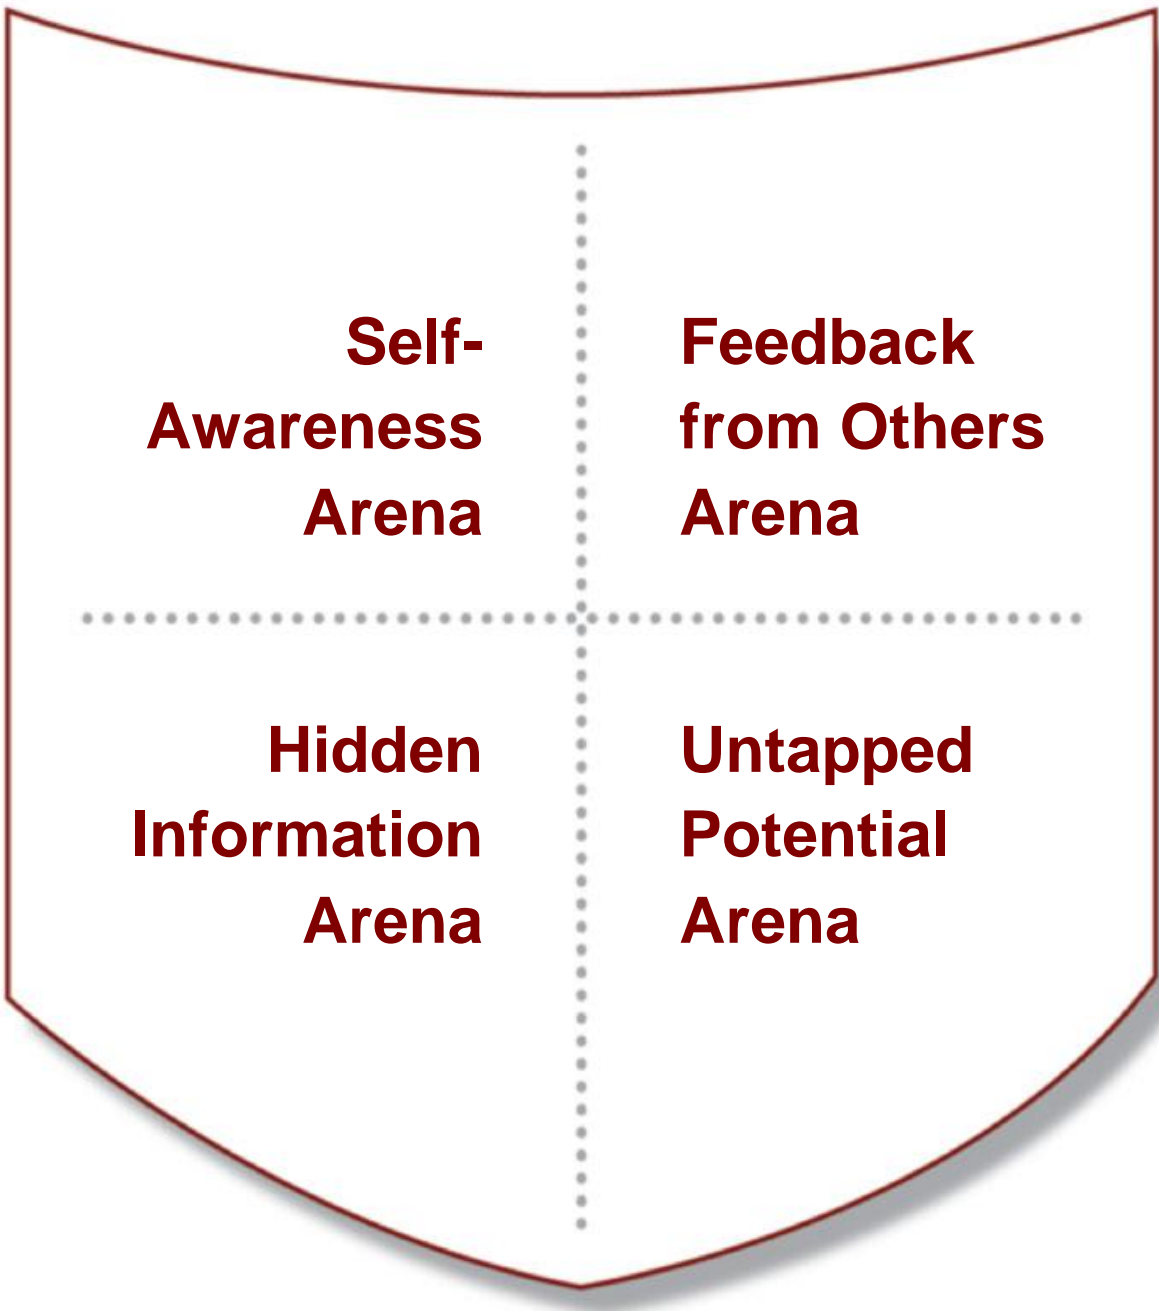 Self-
Awareness
Arena
Feedback
from Others
Arena
Hidden
Information
Arena
Untapped
Potential
Arena